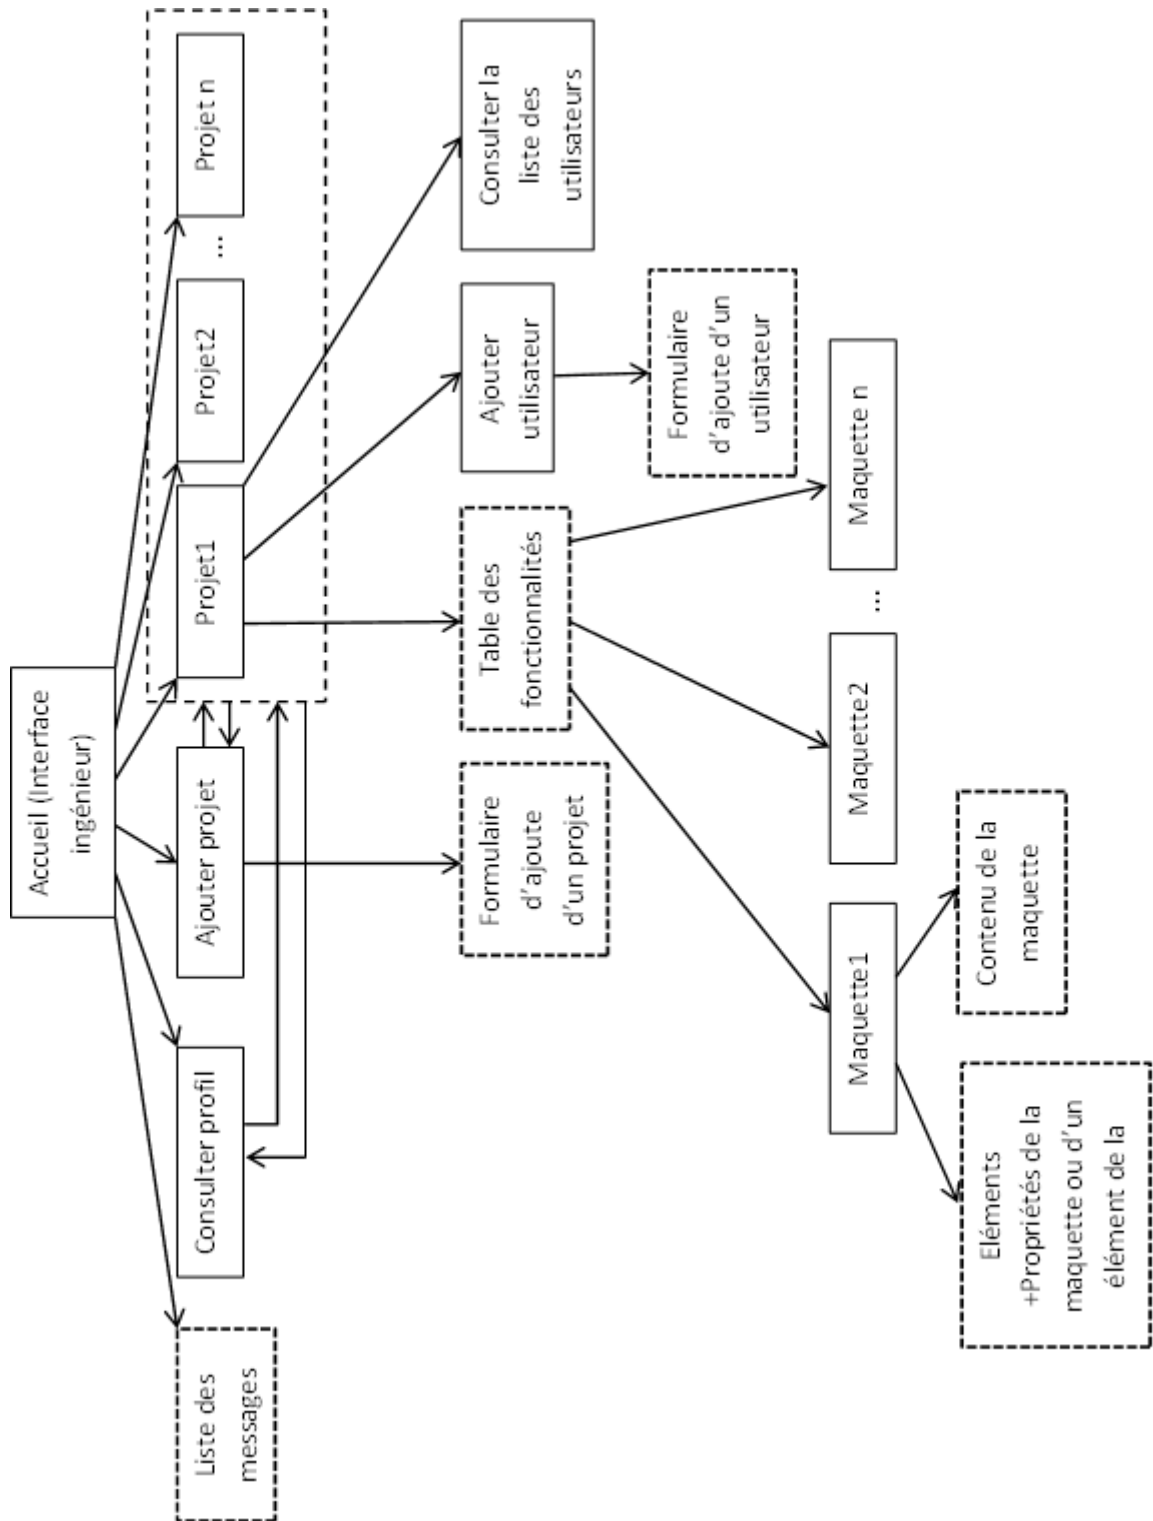 Accueil (Interface
ingénieur)
Liste des
messages
Consulter profil
Ajouter projet
Projet1
Projet2
...
Projet n
Formulaire
d'ajoute
d'un projet
Table des
fonctionnalités
Ajouter
utilisateur
Consulter la
liste des
utilisateurs
Formulaire
d'ajoute d'un
utilisateur
Maquette1
Maquette2
...
Maquette n
Eléments
+Propriétés de la
maquette ou d'un
élément de la
Contenu de la
maquette